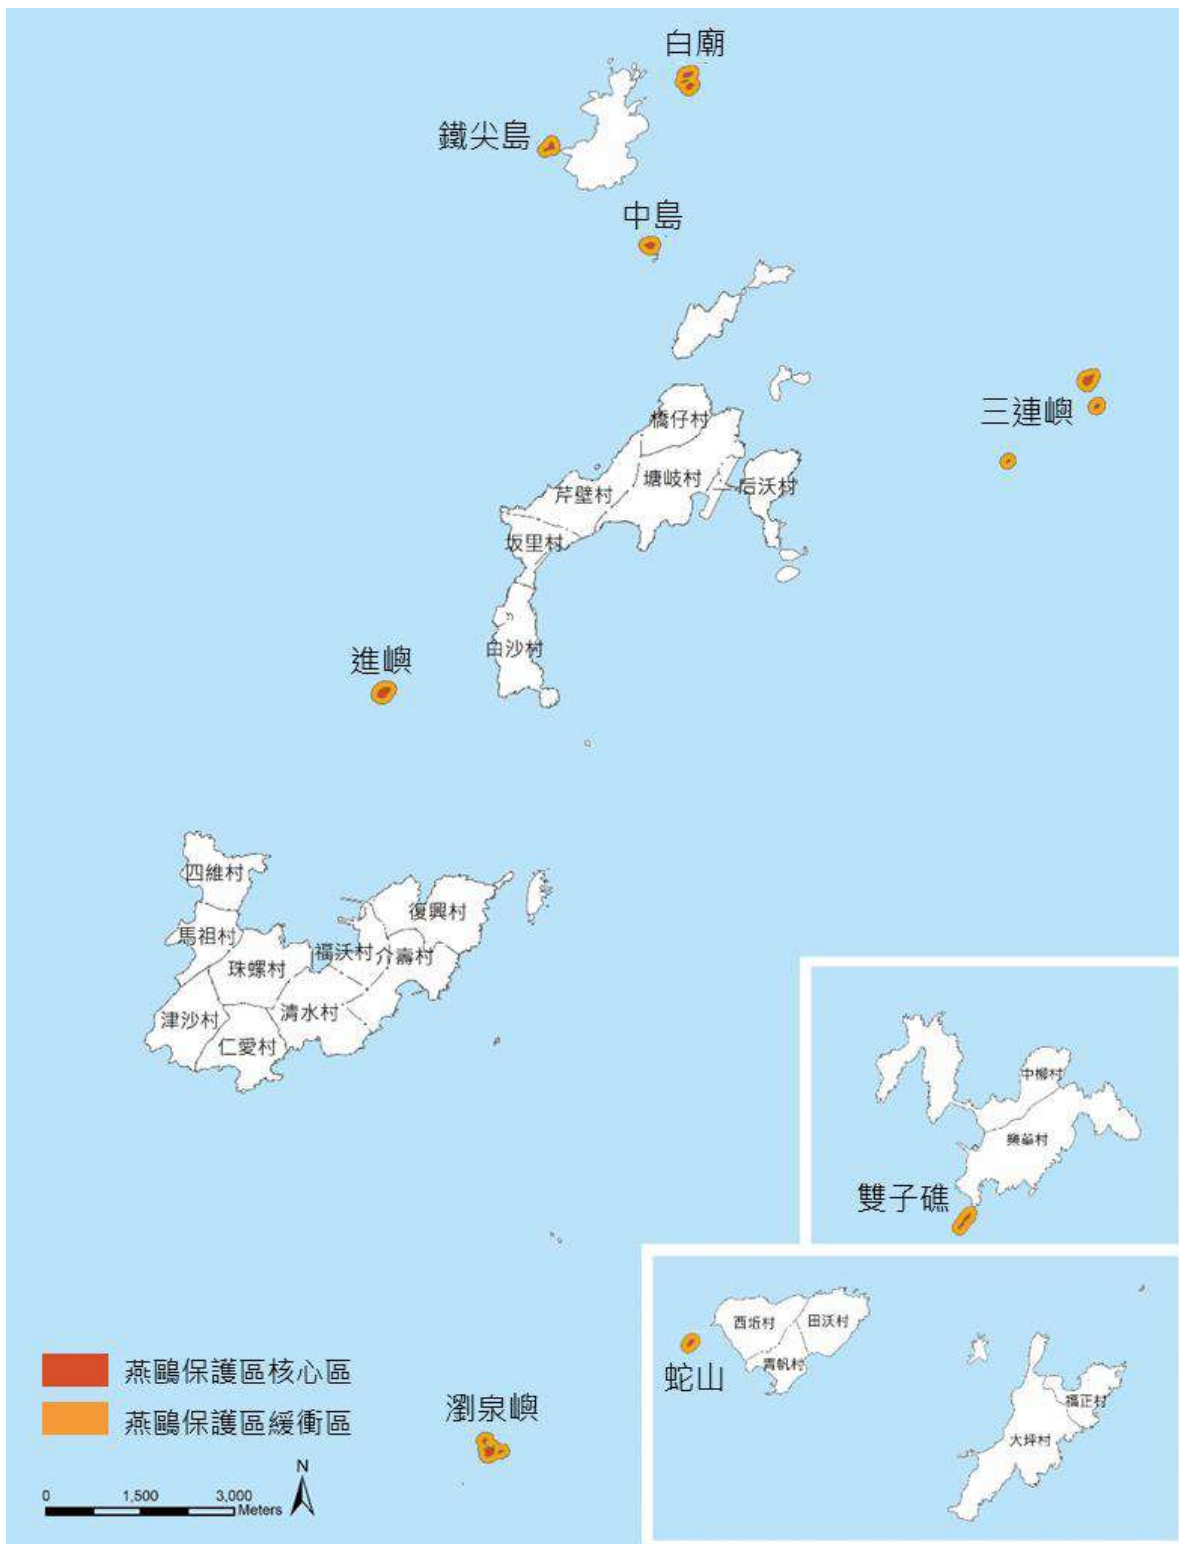 白廟
鐵尖島
中島
三連嶼
橋仔村
塘岐村
后沃村
芹壁村
坂里村
白沙村
進嶼
四維村
復興村
馬祖村
福沃村
介壽村
珠螺村
清水村
津沙村
仁愛村
中柳村
樂華村
雙子礁
西坵村
田沃村
青帆村
蛇山
福正村
大坪村
瀏泉嶼
燕鷗保護區核心區
燕鷗保護區緩衝區
N
0 1,500 3,000
Meters